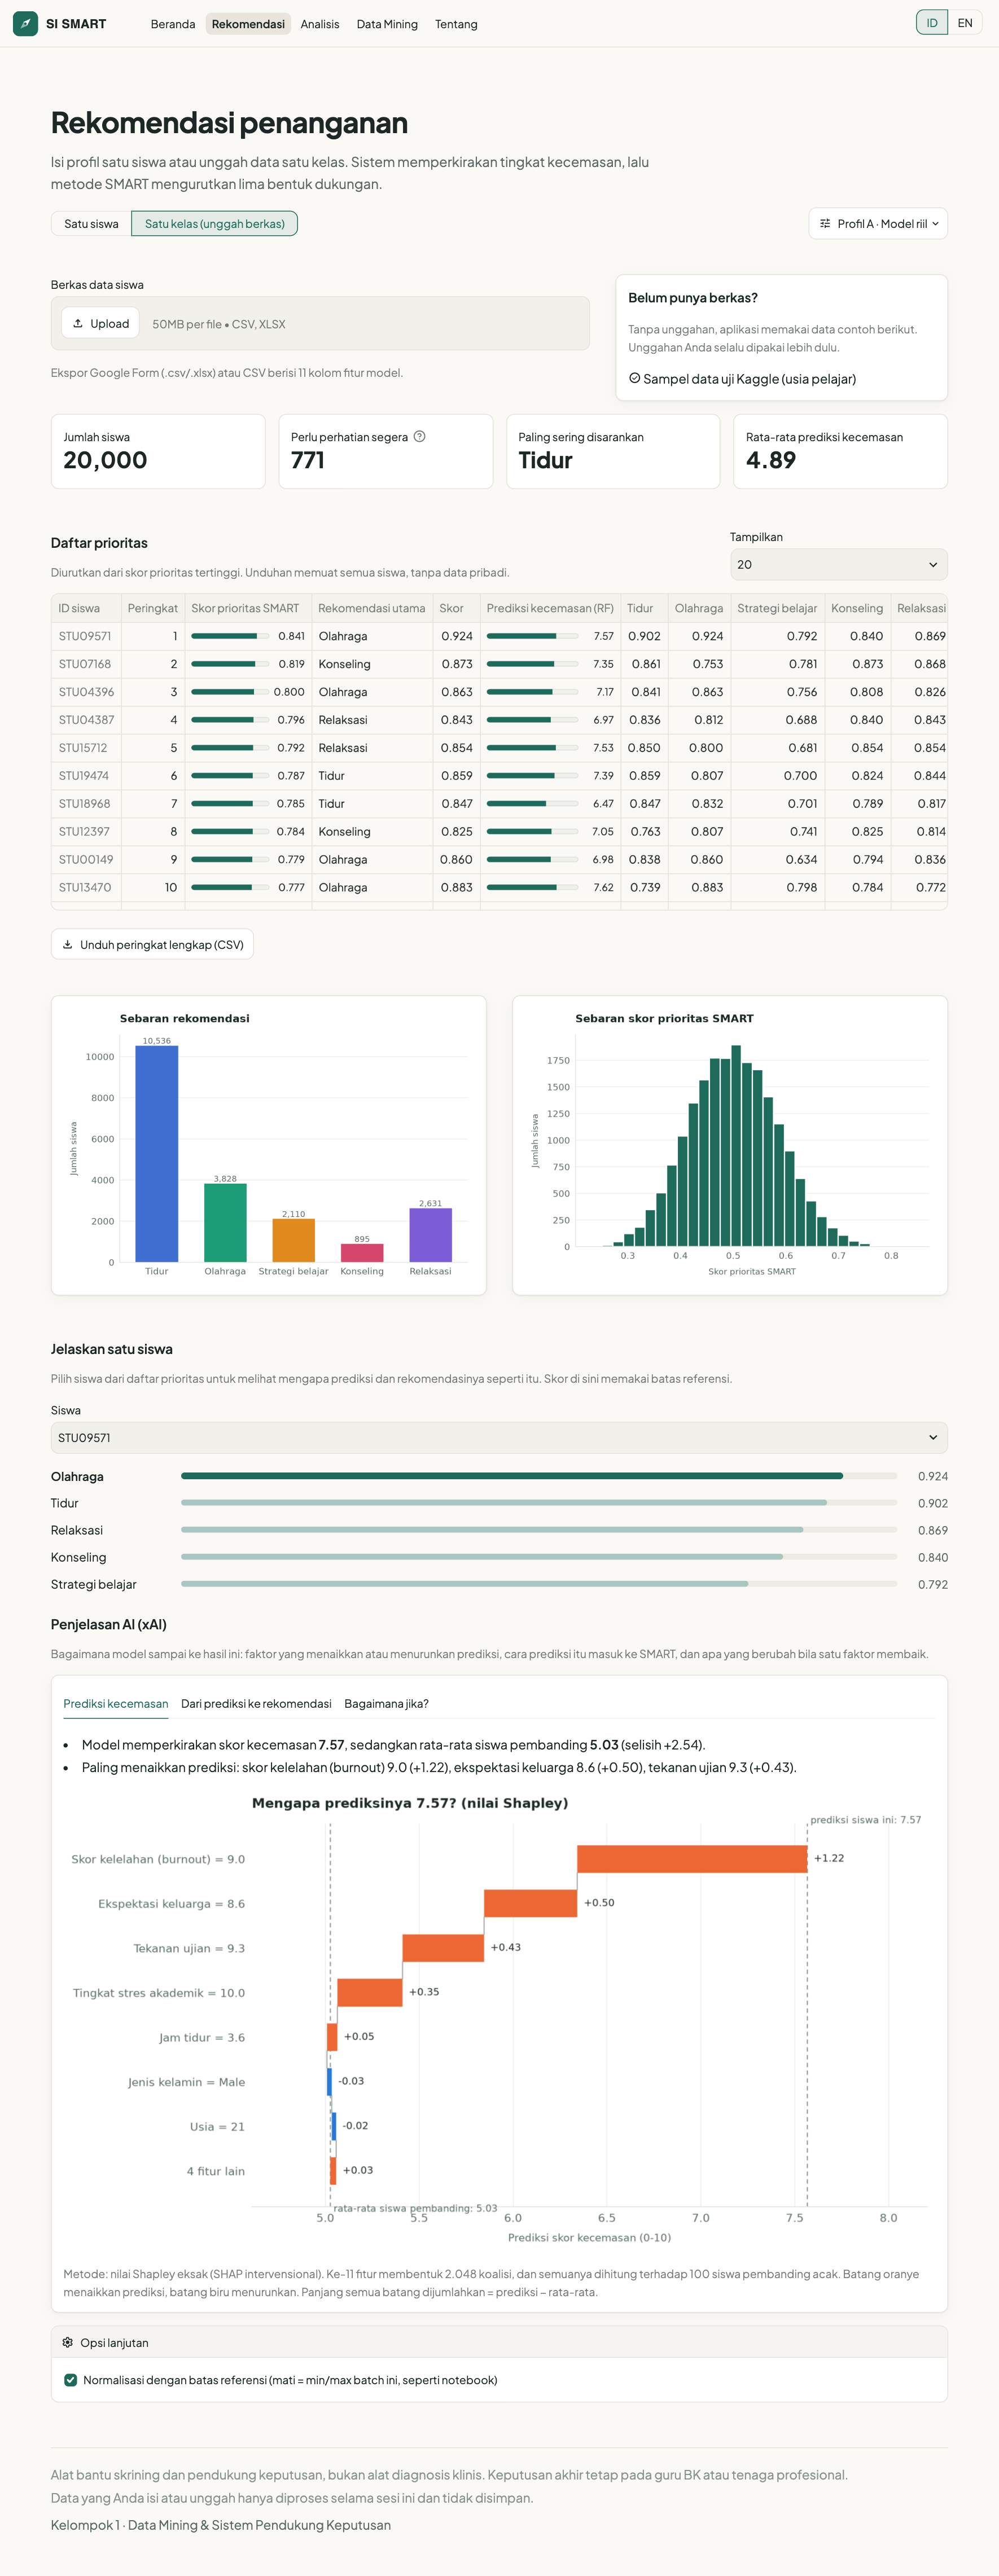 SI SMART
Beranda Rekomendasi Analisis Data Mining Tentang
ID EN
Rekomendasi penanganan
Isi profil satu siswa atau unggah data satu kelas. Sistem memperkirakan tingkat kecemasan, lalu
metode SMART mengurutkan lima bentuk dukungan.
Satu siswa Satu kelas (unggah berkas)
Profil A · Model riil
Berkas data siswa
Upload 50MB per file • CSV, XLSX
Ekspor Google Form (.csv/.xlsx) atau CSV berisi 11 kolom fitur model.
Belum punya berkas?
Tanpa unggahan, aplikasi memakai data contoh berikut.
Unggahan Anda selalu dipakai lebih dulu.
Sampel data uji Kaggle (usia pelajar)
Jumlah siswa
20,000
Perlu perhatian segera
771
Paling sering disarankan
Tidur
Rata-rata prediksi kecemasan
4.89
Daftar prioritas
Diurutkan dari skor prioritas tertinggi. Unduhan memuat semua siswa, tanpa data pribadi.
Tampilkan
20
ID siswa Peringkat Skor prioritas SMART Rekomendasi utama Skor Prediksi kecemasan (RF) Tidur Olahraga Strategi belajar Konseling Relaksasi
STU09571 1 0.841 Olahraga 0.924 7.57 0.902 0.924 0.792 0.840 0.869
STU07168 2 0.819 Konseling 0.873 7.35 0.861 0.753 0.781 0.873 0.868
STU04396 3 0.800 Olahraga 0.863 7.17 0.841 0.863 0.756 0.808 0.826
STU04387 4 0.796 Relaksasi 0.843 6.97 0.836 0.812 0.688 0.840 0.843
STU15712 5 0.792 Relaksasi 0.854 7.53 0.850 0.800 0.681 0.854 0.854
STU19474 6 0.787 Tidur 0.859 7.39 0.859 0.807 0.700 0.824 0.844
STU18968 7 0.785 Tidur 0.847 6.47 0.847 0.832 0.701 0.789 0.817
STU12397 8 0.784 Konseling 0.825 7.05 0.763 0.807 0.741 0.825 0.814
STU00149 9 0.779 Olahraga 0.860 6.98 0.838 0.860 0.634 0.794 0.836
STU13470 10 0.777 Olahraga 0.883 7.62 0.739 0.883 0.798 0.784 0.772
Unduh peringkat lengkap (CSV)
Sebaran rekomendasi
Jumlah siswa
10000
8000
6000
4000
2000
0
10,536
3,828
2,110
895
2,631
Tidur Olahraga Strategi belajar Konseling Relaksasi
Sebaran skor prioritas SMART
Jumlah siswa
1750
1500
1250
1000
750
500
250
0
0.3 0.4 0.5 0.6 0.7 0.8
Skor prioritas SMART
Jelaskan satu siswa
Pilih siswa dari daftar prioritas untuk melihat mengapa prediksi dan rekomendasinya seperti itu. Skor di sini memakai batas referensi.
Siswa
STU09571
Olahraga 0.924
Tidur 0.902
Relaksasi 0.869
Konseling 0.840
Strategi belajar 0.792
Penjelasan AI (xAI)
Bagaimana model sampai ke hasil ini: faktor yang menaikkan atau menurunkan prediksi, cara prediksi itu masuk ke SMART, dan apa yang berubah bila satu faktor membaik.
Prediksi kecemasan Dari prediksi ke rekomendasi Bagaimana jika?
• Model memperkirakan skor kecemasan 7.57, sedangkan rata-rata siswa pembanding 5.03 (selisih +2.54).
• Paling menaikkan prediksi: skor kelelahan (burnout) 9.0 (+1.22), ekspektasi keluarga 8.6 (+0.50), tekanan ujian 9.3 (+0.43).
Mengapa prediksinya 7.57? (nilai Shapley)
prediksi siswa ini: 7.57
Skor kelelahan (burnout) = 9.0 +1.22
Ekspektasi keluarga = 8.6 +0.50
Tekanan ujian = 9.3 +0.43
Tingkat stres akademik = 10.0 +0.35
Jam tidur = 3.6 +0.05
Jenis kelamin = Male -0.03
Usia = 21 -0.02
4 fitur lain +0.03
rata-rata siswa pembanding: 5.03
5.0 5.5 6.0 6.5 7.0 7.5 8.0
Prediksi skor kecemasan (0-10)
Metode: nilai Shapley eksak (SHAP intervensional). Ke-11 fitur membentuk 2.048 koalisi, dan semuanya dihitung terhadap 100 siswa pembanding acak. Batang oranye
menaikkan prediksi, batang biru menurunkan. Panjang semua batang dijumlahkan = prediksi − rata-rata.
Opsi lanjutan
Normalisasi dengan batas referensi (mati = min/max batch ini, seperti notebook)
Alat bantu skrining dan pendukung keputusan, bukan alat diagnosis klinis. Keputusan akhir tetap pada guru BK atau tenaga profesional.
Data yang Anda isi atau unggah hanya diproses selama sesi ini dan tidak disimpan.
Kelompok 1 · Data Mining & Sistem Pendukung Keputusan